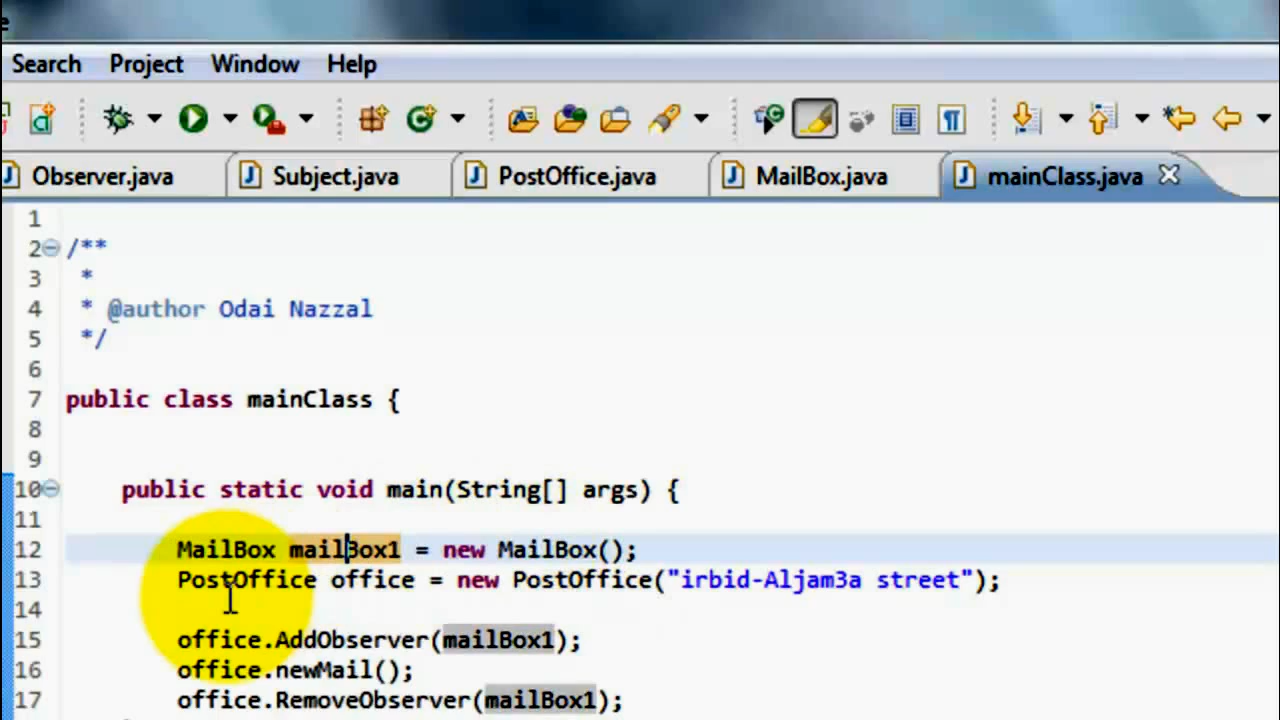 e
Search Project Window Help
Observer.java Subject.java PostOffice.java MailBox.java mainClass.java
1
2 /**
3 *
4 * @author Odai Nazzal
5 */
6
7 public class mainClass {
8
9
10 public static void main(String[] args) {
11
12 MailBox mailBox1 = new MailBox();
13 PostOffice office = new PostOffice("irbid-Aljam3a street");
14
15 office.AddObserver(mailBox1);
16 office.newMail();
17 office.RemoveObserver(mailBox1);